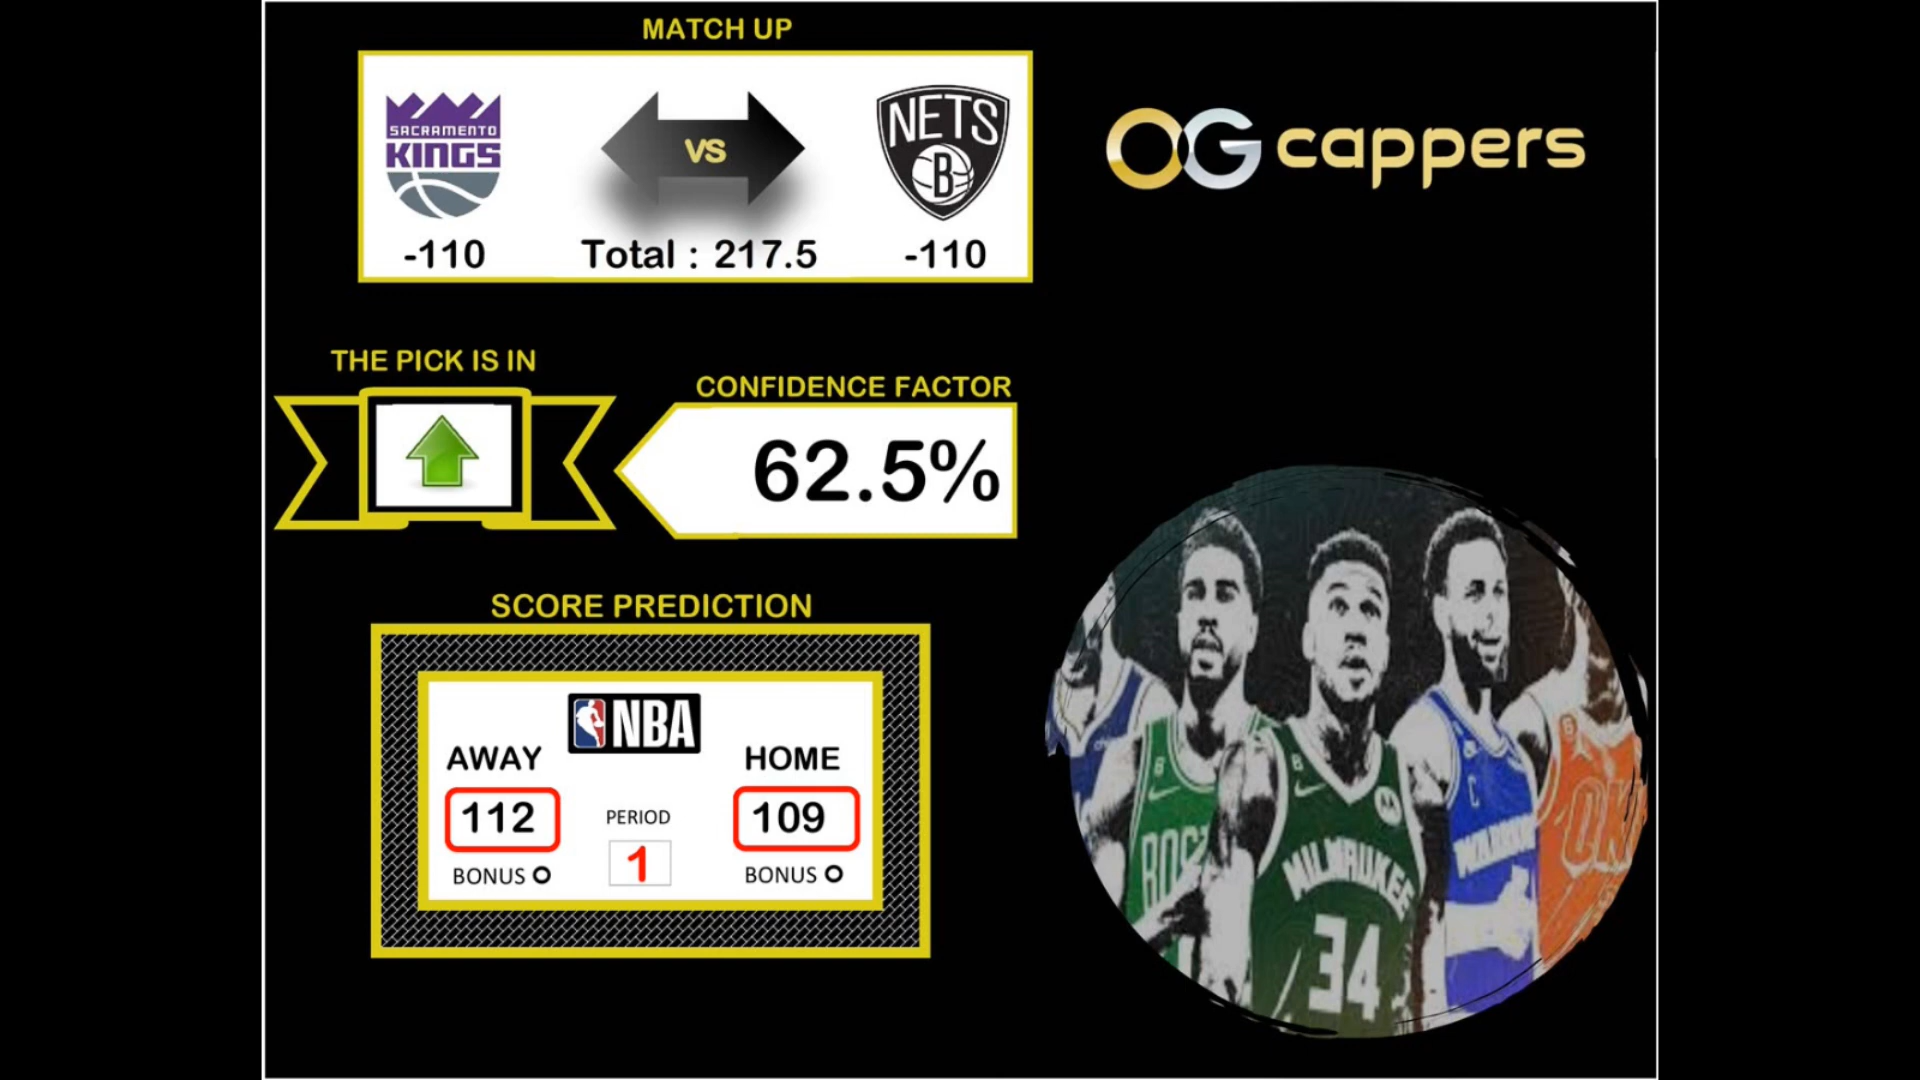 MATCH UP
SACRAMENTO
KINGS
VS
NETS
B
-110
Total : 217.5
-110
OG cappers
THE PICK IS IN
CONFIDENCE FACTOR
62.5%
SCORE PREDICTION
NBA
AWAY
HOME
112
PERIOD
109
1
BONUS
BONUS
MILWAUKEE
34
C